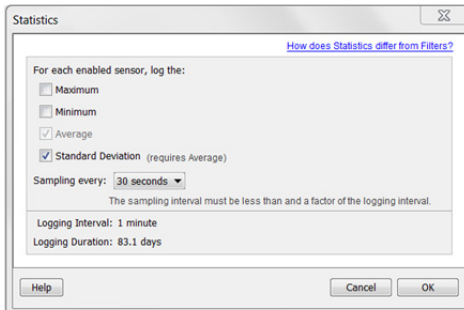 Statistics
How does Statistics differ from Filters?
For each enabled sensor, log the:
Maximum
Minimum
Average
Standard Deviation (requires Average)
Sampling every: 30 seconds
The sampling interval must be less than and a factor of the logging interval.
Logging Interval: 1 minute
Logging Duration: 83.1 days
Help Cancel OK